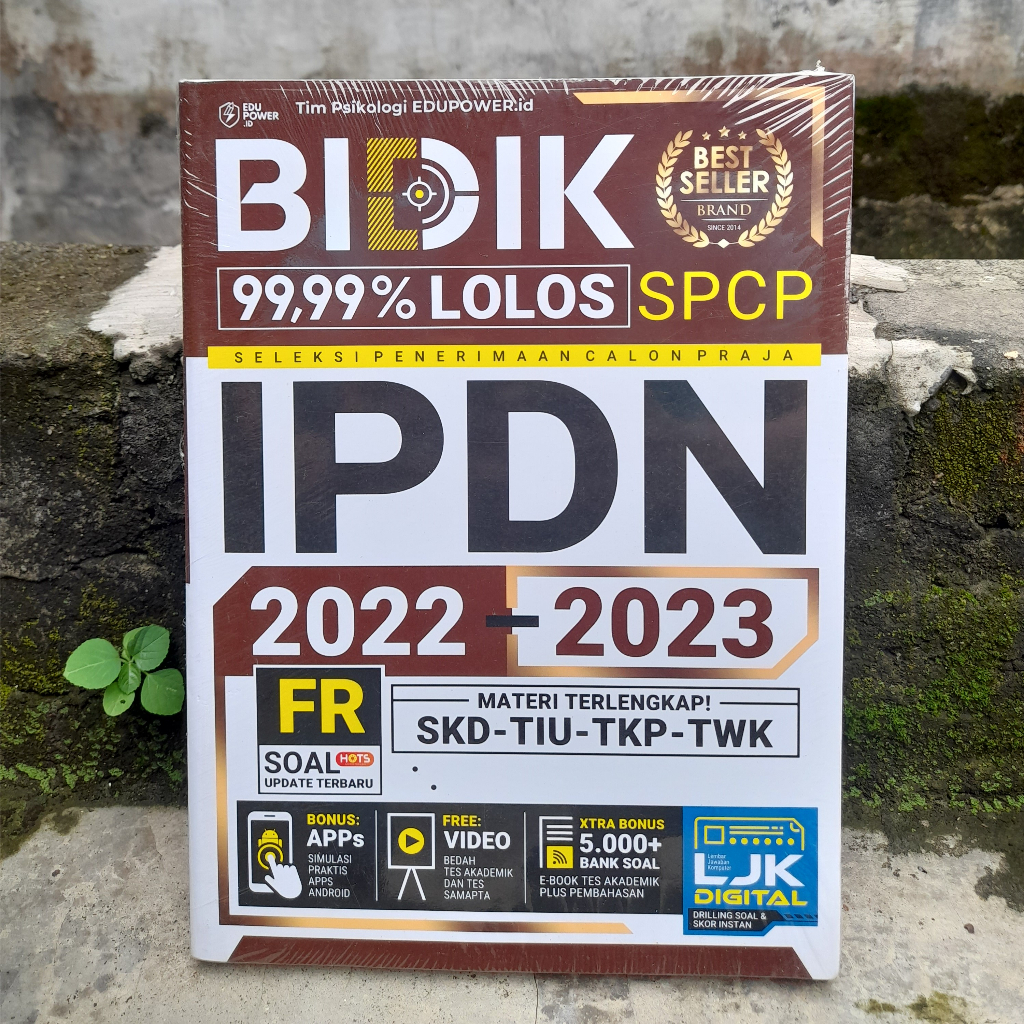 EDU
POWER
.ID
Tim Psikologi EDUPOWER.id
BIDIK
BEST
SELLER
BRAND
SINCE 2014
99,99% LOLOS
SPCP
SELEKSI PENERIMAAN CALON PRAJA
IPDN
2022 - 2023
FR
SOAL HOTS
UPDATE TERBARU
MATERI TERLENGKAP!
SKD-TIU-TKP-TWK
BONUS:
APPs
SIMULASI
PRAKTIS
APPS
ANDROID
FREE:
VIDEO
BEDAH
TES AKADEMIK
DAN TES
SAMAPTA
XTRA BONUS
5.000+
BANK SOAL
E-BOOK TES AKADEMIK
PLUS PEMBAHASAN
Lembar
Jawaban
Komputer
LJK
DIGITAL
DRILLING SOAL &
SKOR INSTAN